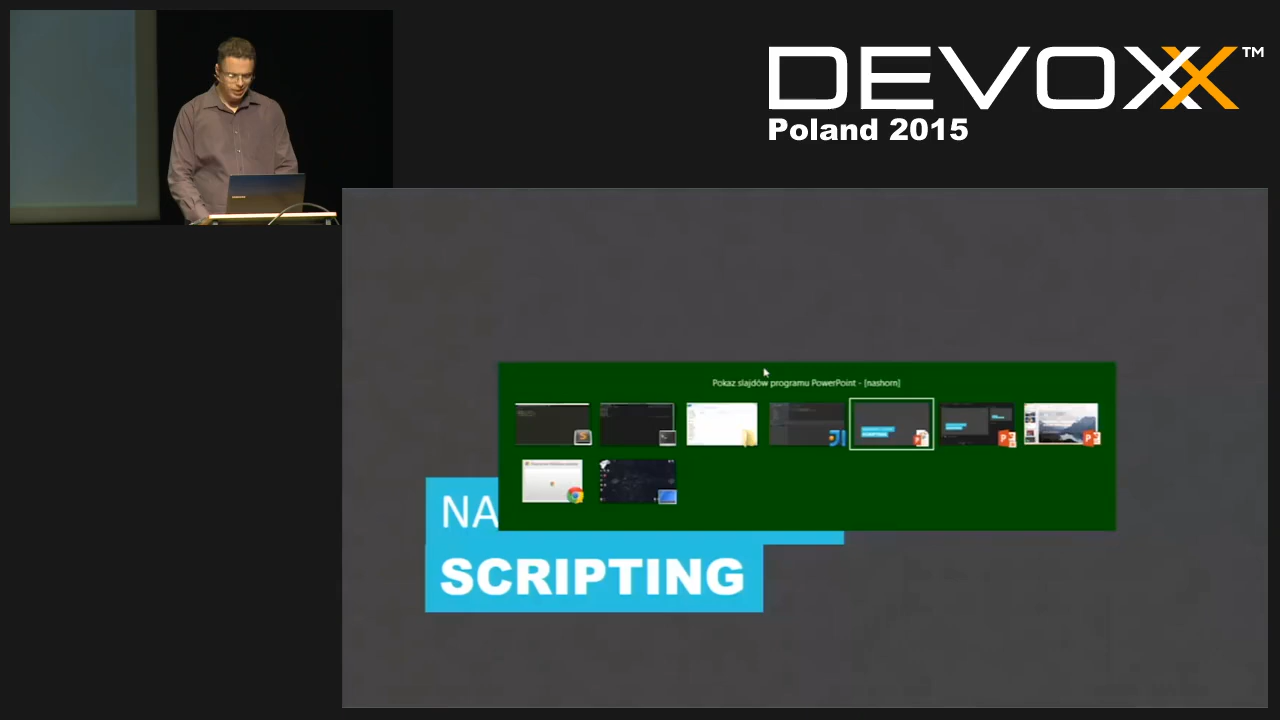 DEVOXX™
Poland 2015
Pokaz slajdów programu PowerPoint - [nashorn]
NA
SCRIPTING